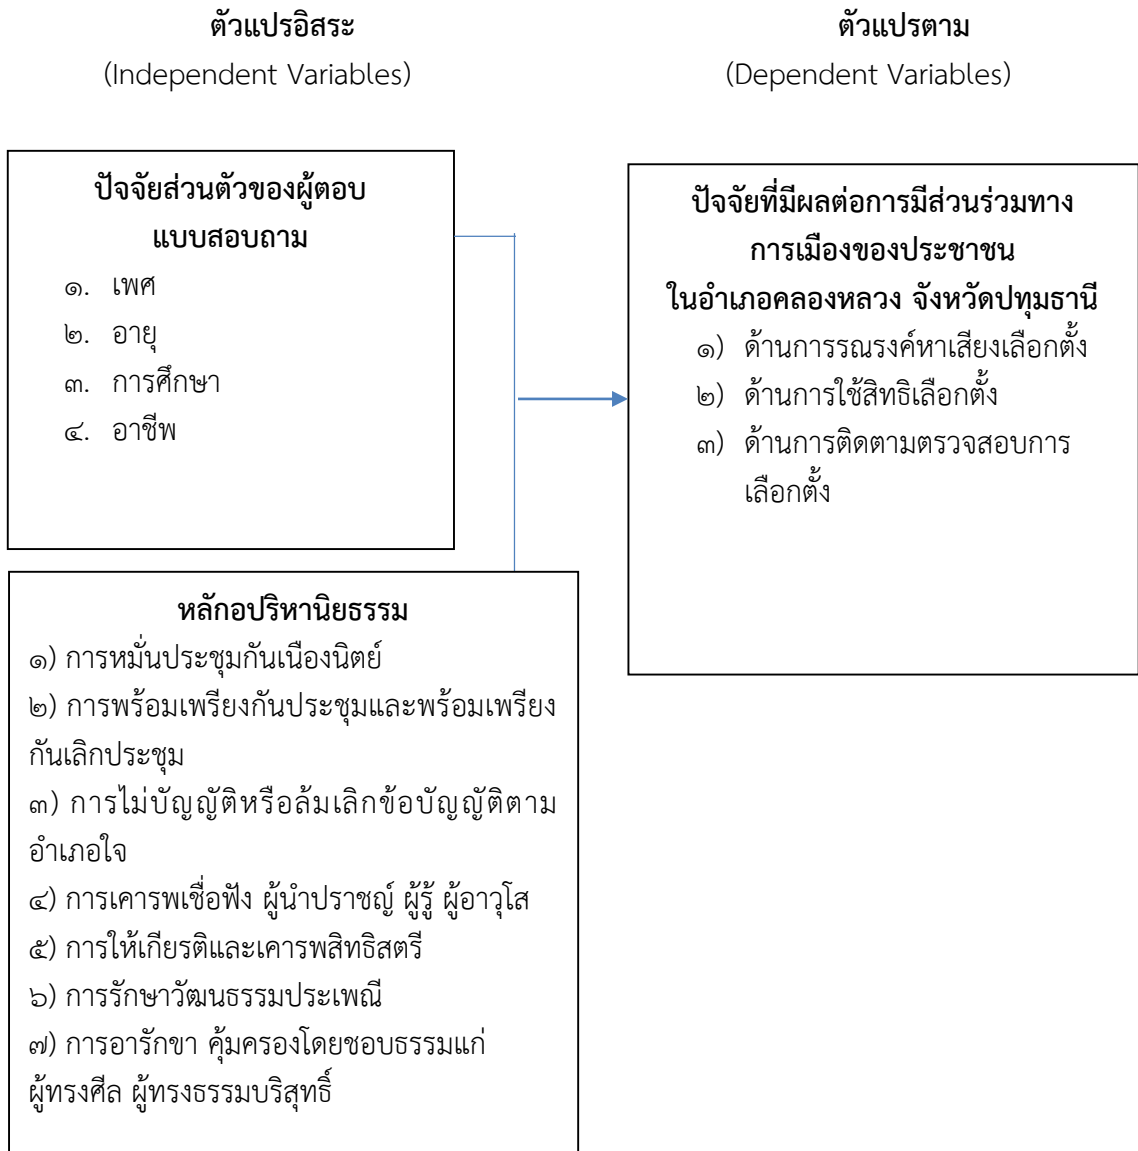 ตัวแปรอิสระ
(Independent Variables)
ตัวแปรตาม
(Dependent Variables)
ปัจจัยส่วนตัวของผู้ตอบ
แบบสอบถาม
๑. เพศ
๒. อายุ
๓. การศึกษา
๔. อาชีพ
ปัจจัยที่มีผลต่อการมีส่วนร่วมทาง
การเมืองของประชาชน
ในอำเภอคลองหลวง จังหวัดปทุมธานี
๑) ด้านการรณรงค์หาเสียงเลือกตั้ง
๒) ด้านการใช้สิทธิเลือกตั้ง
๓) ด้านการติดตามตรวจสอบการ
เลือกตั้ง
หลักอปริหานิยธรรม
๑) การหมั่นประชุมกันเนืองนิตย์
๒) การพร้อมเพรียงกันประชุมและพร้อมเพรียง
กันเลิกประชุม
๓) การไม่บัญญัติหรือล้มเลิกข้อบัญญัติตาม
อำเภอใจ
๔) การเคารพเชื่อฟัง ผู้นำปราชญ์ ผู้รู้ ผู้อาวุโส
๕) การให้เกียรติและเคารพสิทธิสตรี
๖) การรักษาวัฒนธรรมประเพณี
๗) การอารักขา คุ้มครองโดยชอบธรรมแก่
ผู้ทรงศีล ผู้ทรงธรรมบริสุทธิ์